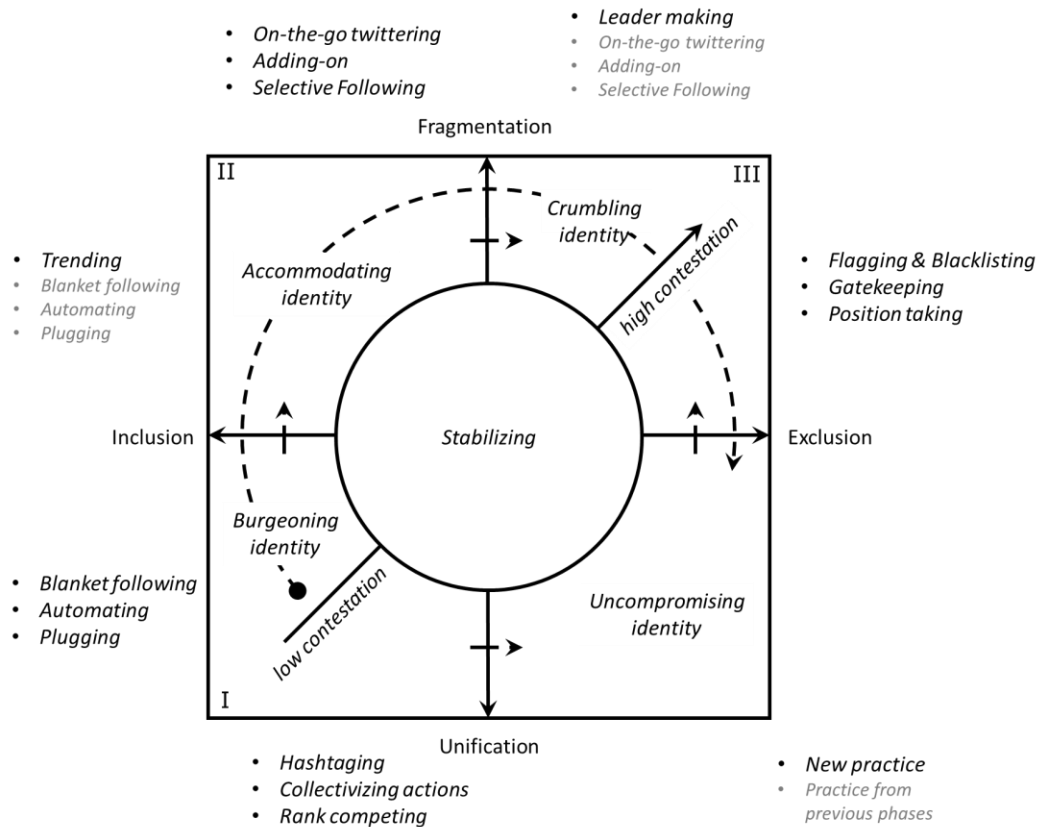 • On-the-go twittering
• Adding-on
• Selective Following
• Leader making
• On-the-go twittering
• Adding-on
• Selective Following
Fragmentation
II
III
Crumbling
identity
Accommodating
identity
high contestation
• Trending
• Blanket following
• Automating
• Plugging
• Flagging & Blacklisting
• Gatekeeping
• Position taking
Inclusion
Stabilizing
Exclusion
Burgeoning
identity
• Blanket following
• Automating
• Plugging
low contestation
Uncompromising
identity
I
Unification
• Hashtaging
• Collectivizing actions
• Rank competing
• New practice
• Practice from
previous phases